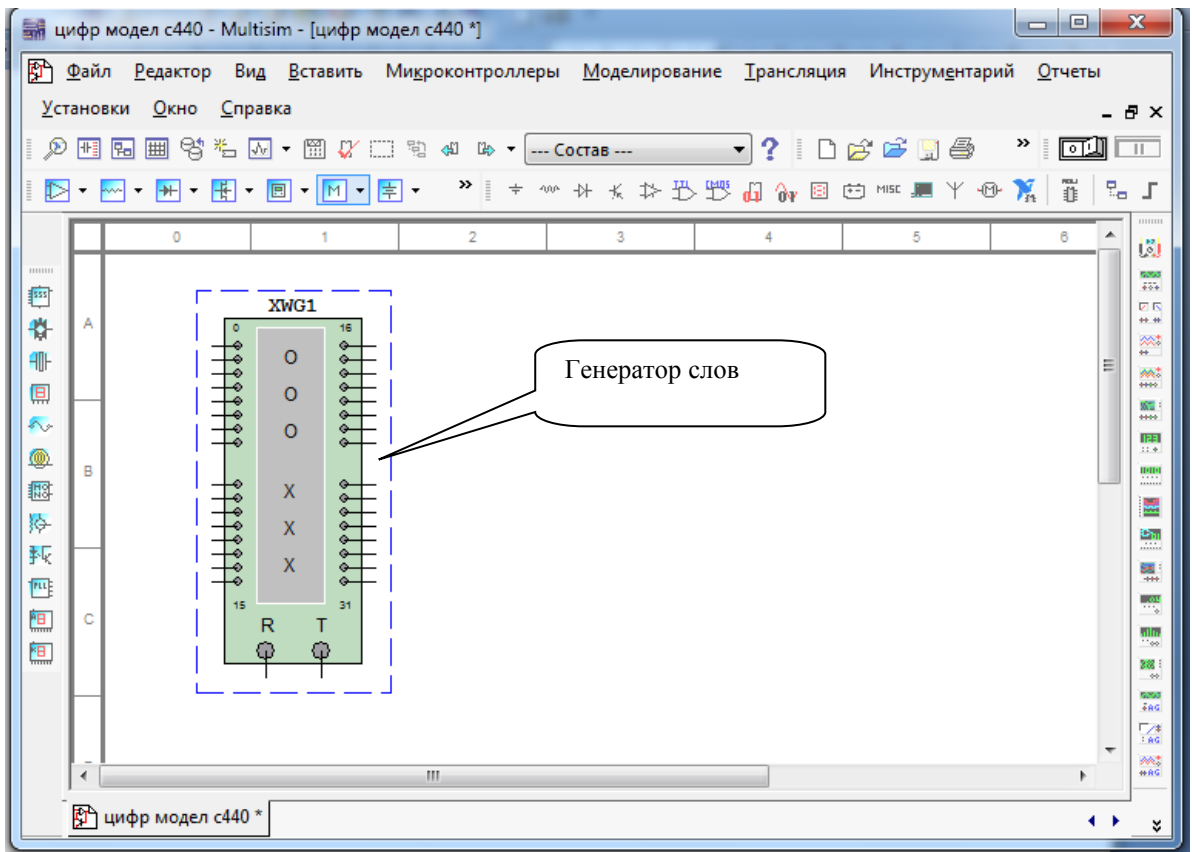 цифр модел с440 - Multisim - [цифр модел с440 *]
Файл Редактор Вид Вставить Микроконтроллеры Моделирование Трансляция Инструментарий Отчеты
Установки Окно Справка
--- Состав ---
MISC
0 1 2 3 4 5 6
XWG1
A
0 16
O
Генератор слов
O
O
B
X
X
X
15 31
C
R T
цифр модел с440 *